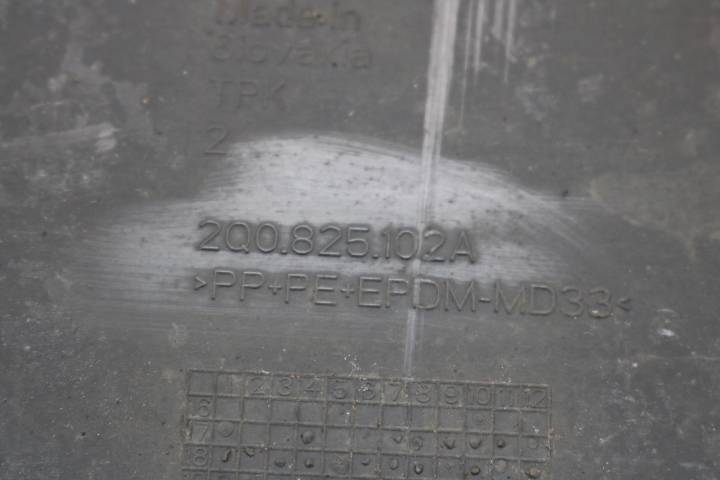 Made in
Slovakia
TPK
2
2Q0.825.102A
>PP+PE+EPDM-MD33<
1 2 3 4 5 6 7 8 9 10 11 12
6
7
8